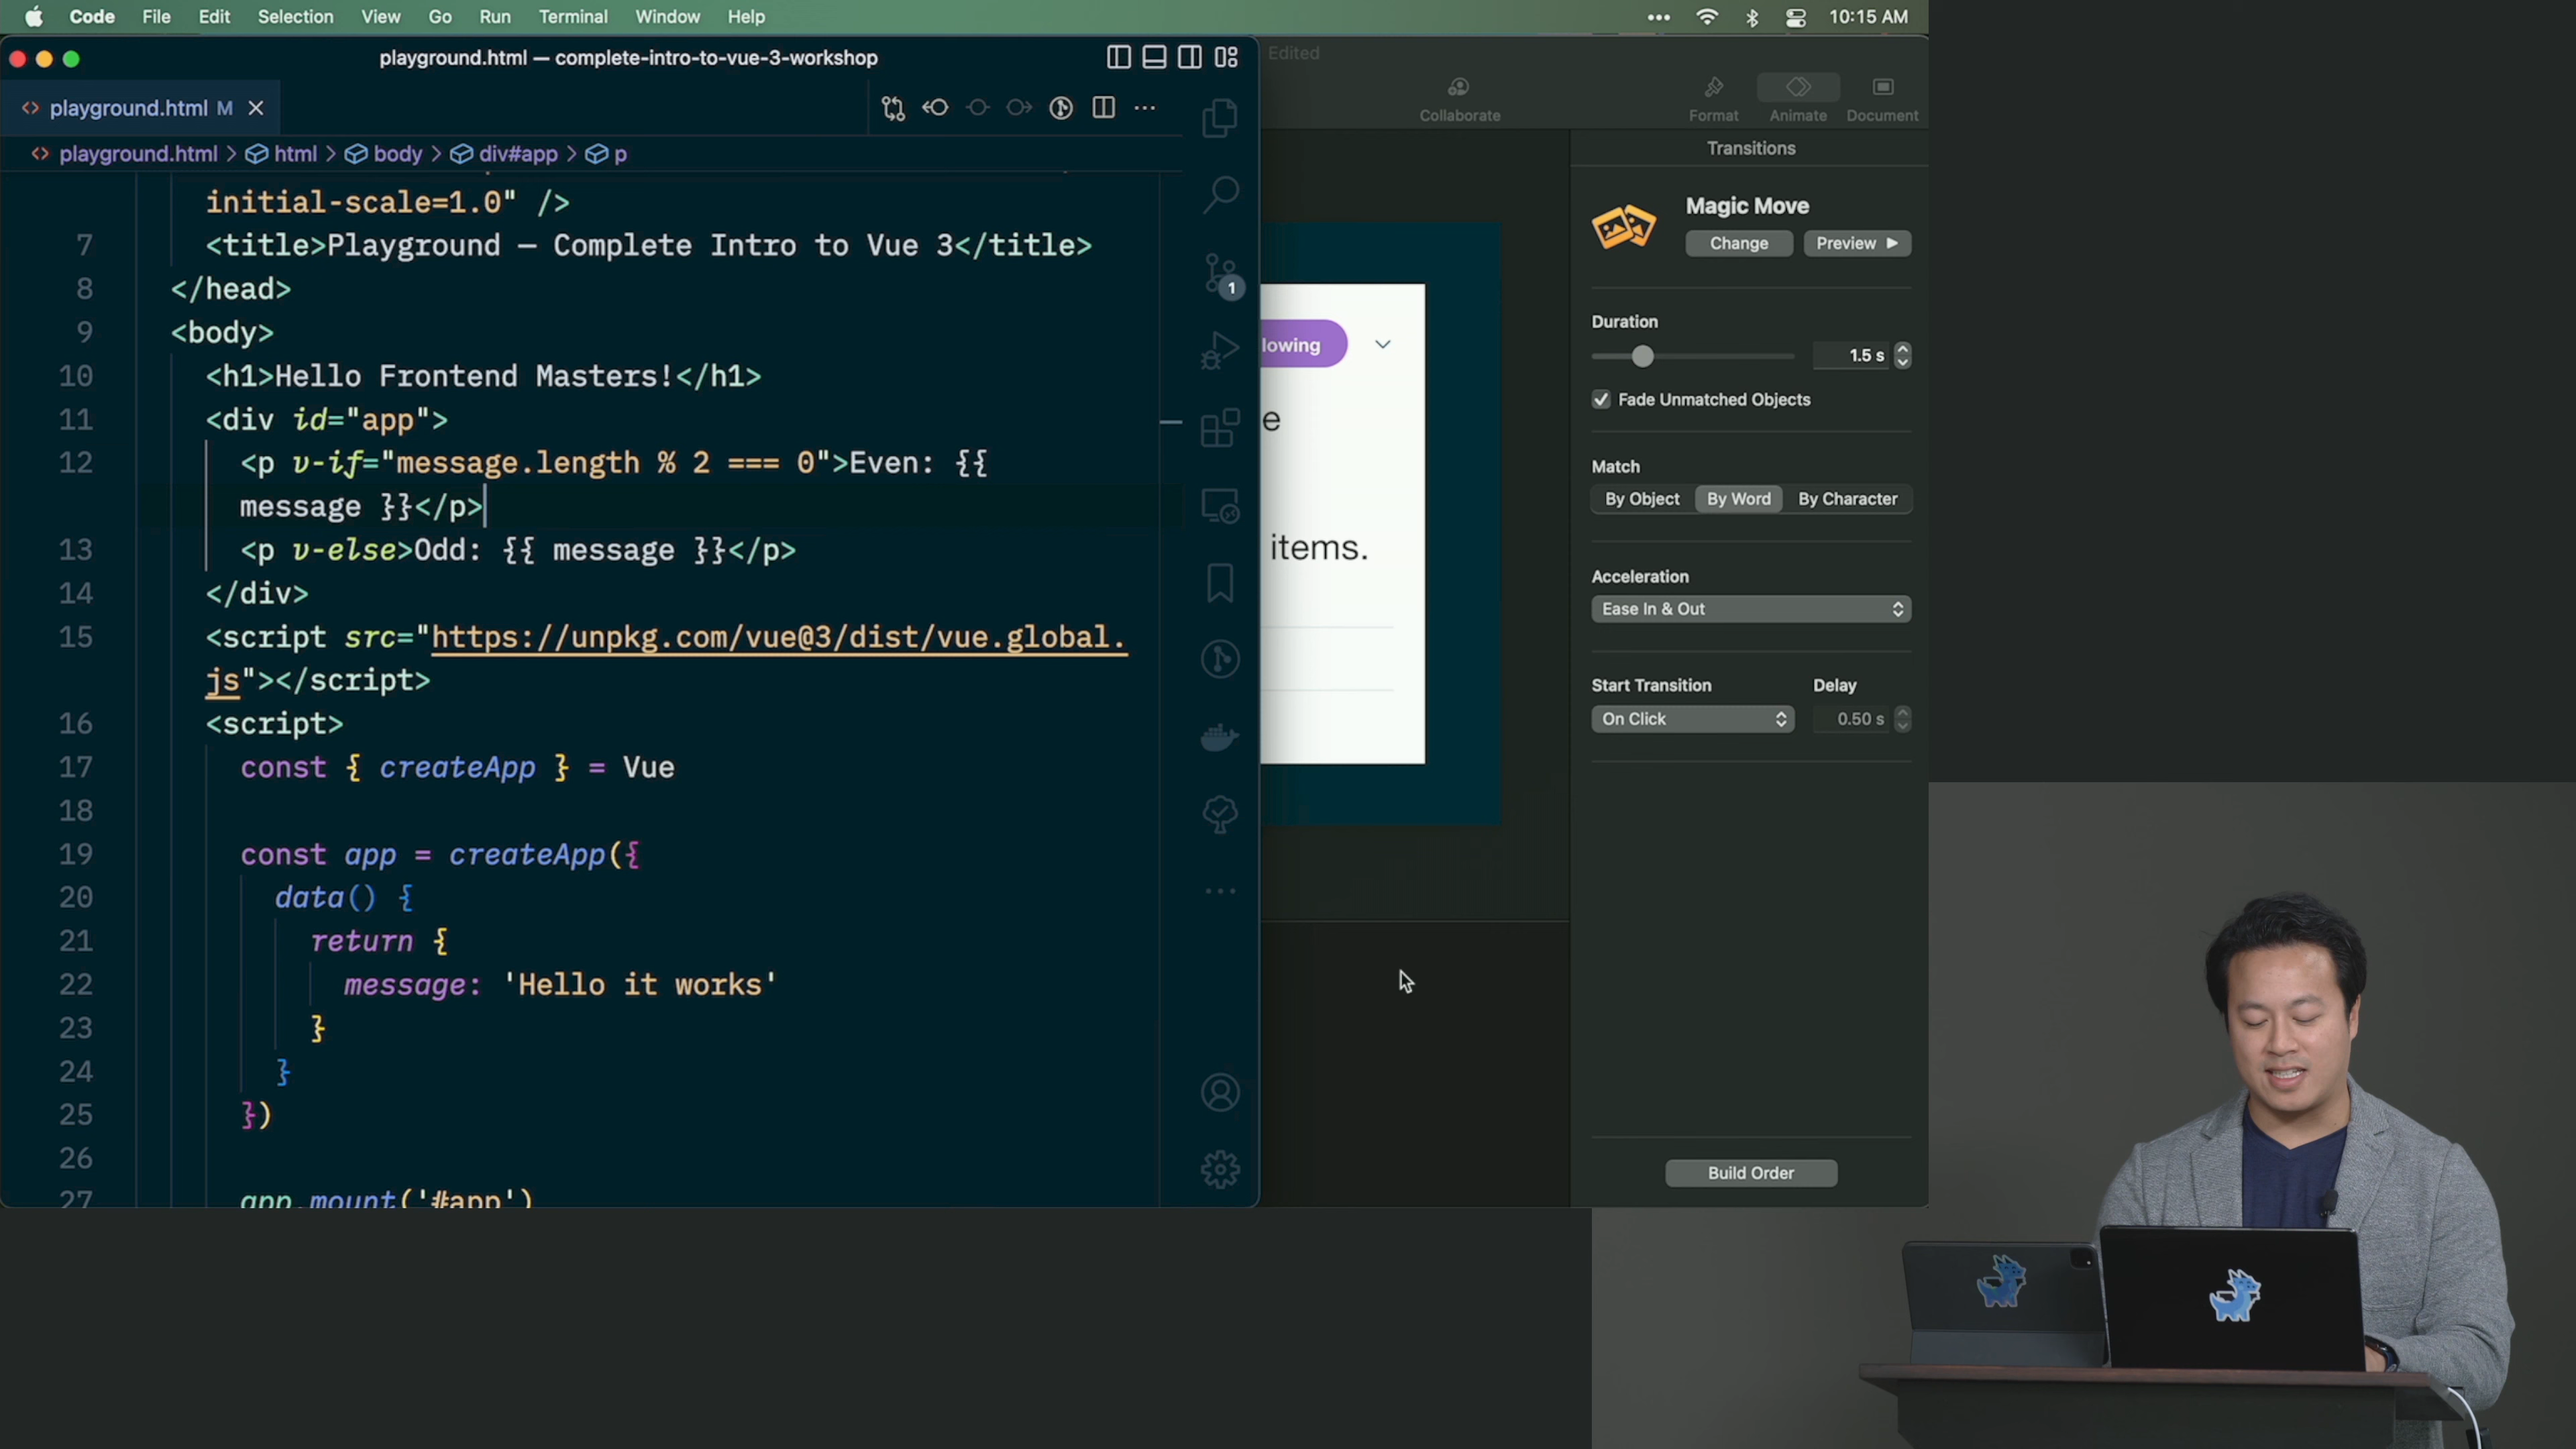 Code File Edit Selection View Go Run Terminal Window Help
10:15 AM
playground.html — complete-intro-to-vue-3-workshop
Edited
playground.html M
Collaborate
Format
Animate
Document
playground.html > html > body > div#app > p
initial-scale=1.0" />
7 <title>Playground – Complete Intro to Vue 3</title>
8 </head>
9 <body>
10 <h1>Hello Frontend Masters!</h1>
11 <div id="app">
12 <p v-if="message.length % 2 === 0">Even: {{
message }}</p>
13 <p v-else>Odd: {{ message }}</p>
14 </div>
15 <script src="https://unpkg.com/vue@3/dist/vue.global.
js"></script>
16 <script>
17 const { createApp } = Vue
18
19 const app = createApp({
20 data() {
21 return {
22 message: 'Hello it works'
23 }
24 }
25 })
26
27 app.mount('#app')
1
lowing
e
items.
Transitions
Magic Move
Change
Preview
Duration
1.5 s
Fade Unmatched Objects
Match
By Object
By Word
By Character
Acceleration
Ease In & Out
Start Transition
Delay
On Click
0.50 s
Build Order